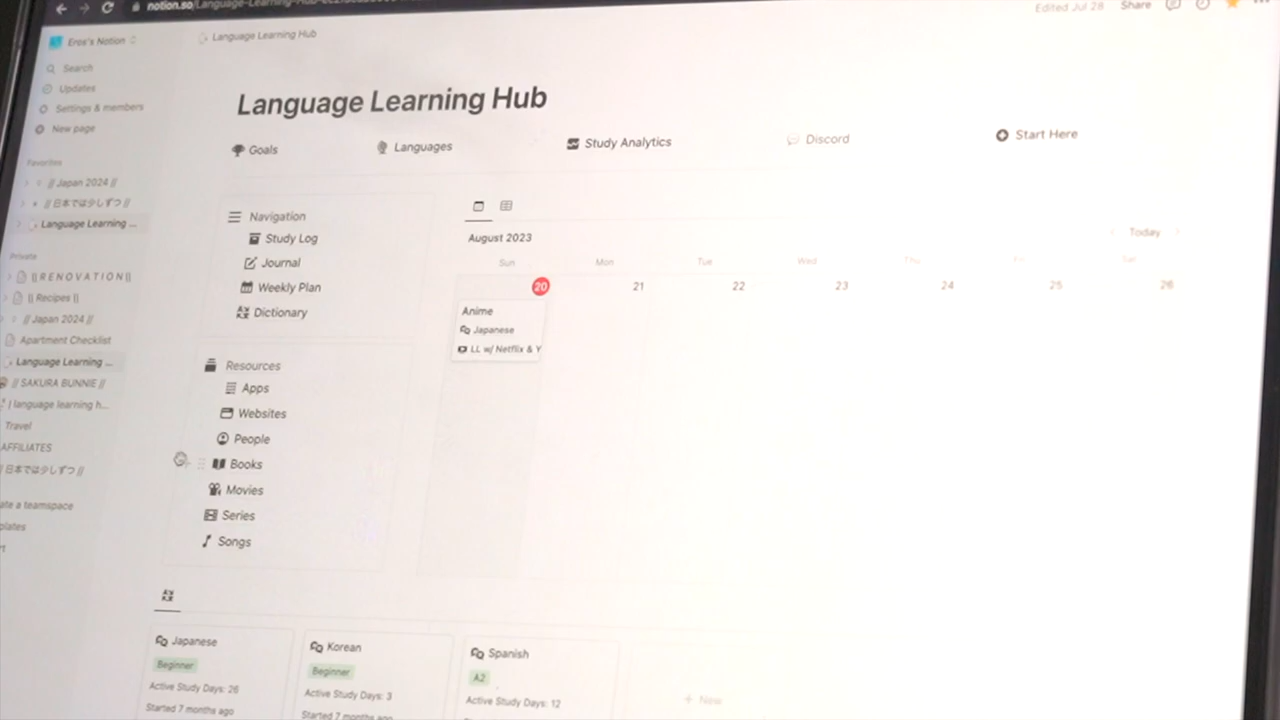 notion.so/Language-Learning-Hub
Edited Jul 28
Share
Eros's Notion
Language Learning Hub
Search
Updates
Settings & members
New page
Favorites
// Japan 2024 //
// 日本では少しずつ //
Language Learning ...
Private
|| R E N O V A T I O N ||
|| Recipes ||
// Japan 2024 //
Apartment Checklist
Language Learning ...
// SAKURA BUNNIE //
| language learning h...
Travel
AFFILIATES
// 日本では少しずつ //
ate a teamspace
plates
Language Learning Hub
Goals
Languages
Study Analytics
Discord
Start Here
Navigation
Study Log
Journal
Weekly Plan
Dictionary
Resources
Apps
Websites
People
Books
Movies
Series
Songs
August 2023
Today
Sun Mon Tue Wed Thu Fri Sat
20 21 22 23 24 25 26
Anime
Japanese
LL w/ Netflix & Y
Japanese
Beginner
Active Study Days: 26
Started 7 months ago
Korean
Beginner
Active Study Days: 3
Started 7 months ago
Spanish
A2
Active Study Days: 12
Started 7 months ago
+ New